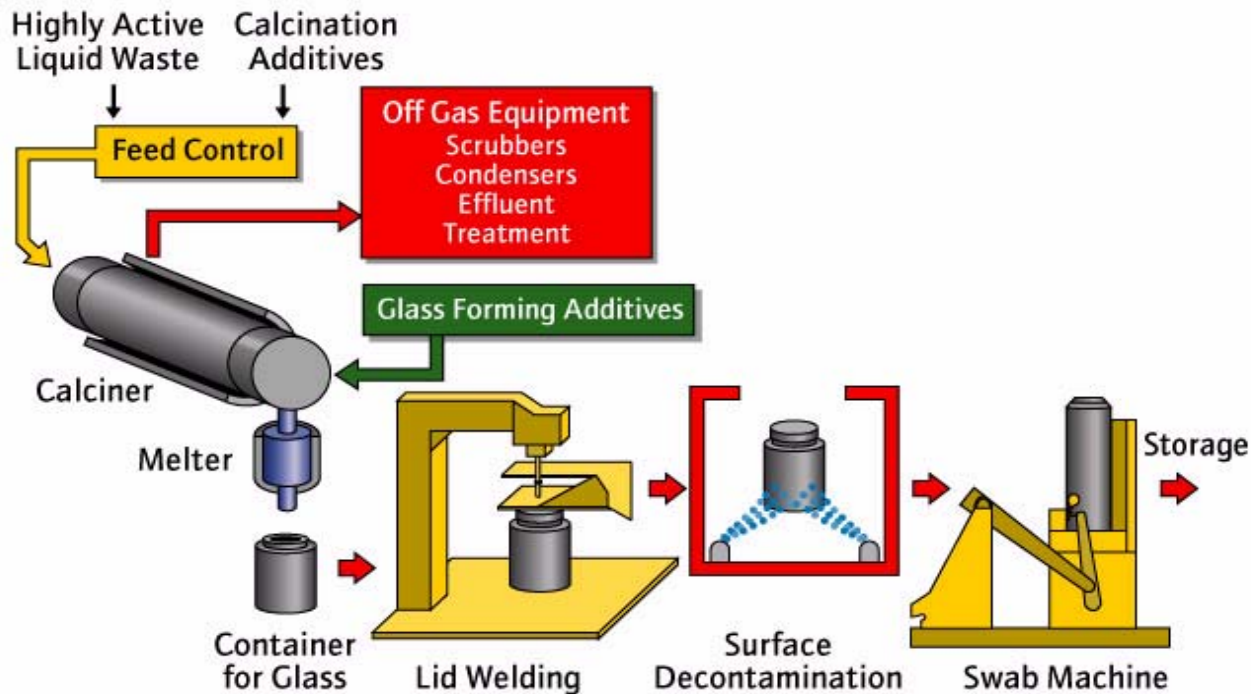 Highly Active
Liquid Waste
Calcination
Additives
Feed Control
Off Gas Equipment
Scrubbers
Condensers
Effluent
Treatment
Glass Forming Additives
Calciner
Melter
Storage
Container
for Glass
Lid Welding
Surface
Decontamination
Swab Machine